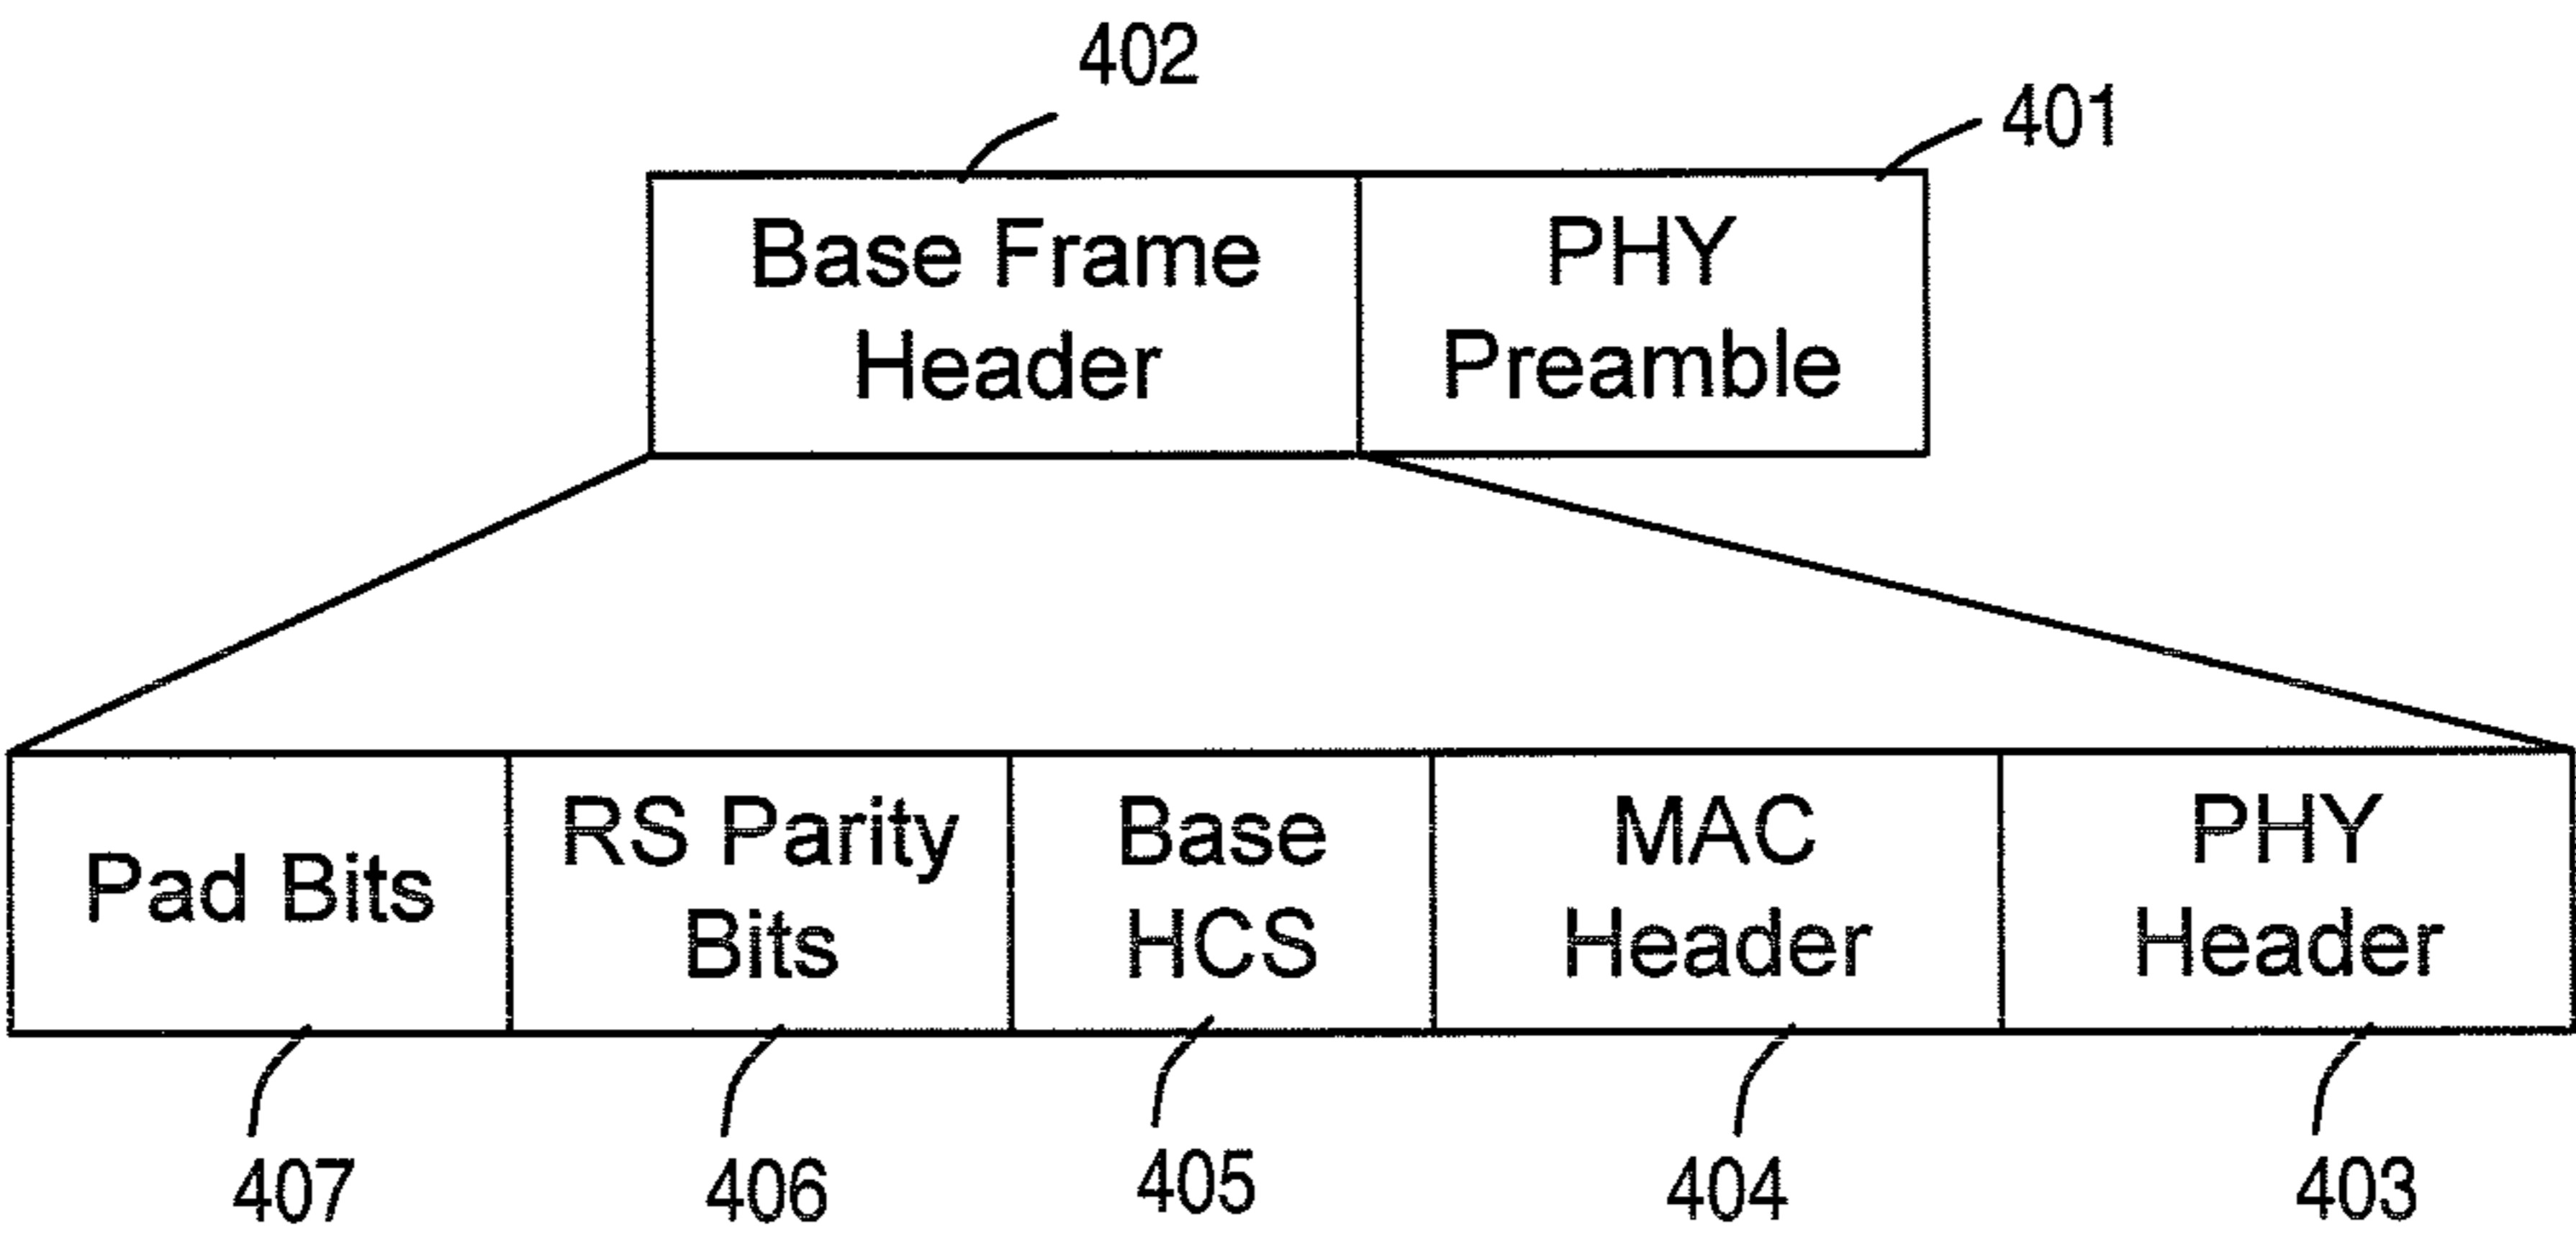 402
401
Base Frame
Header
PHY
Preamble
Pad Bits
RS Parity
Bits
Base
HCS
MAC
Header
PHY
Header
407
406
405
404
403